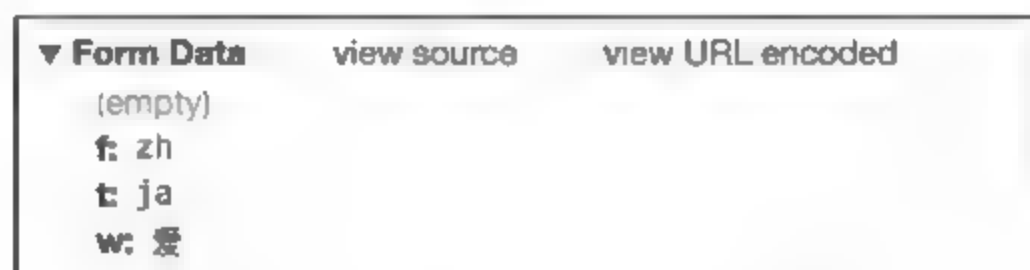 ▼ Form Data view source view URL encoded
(empty)
f: zh
t: ja
w: 爱